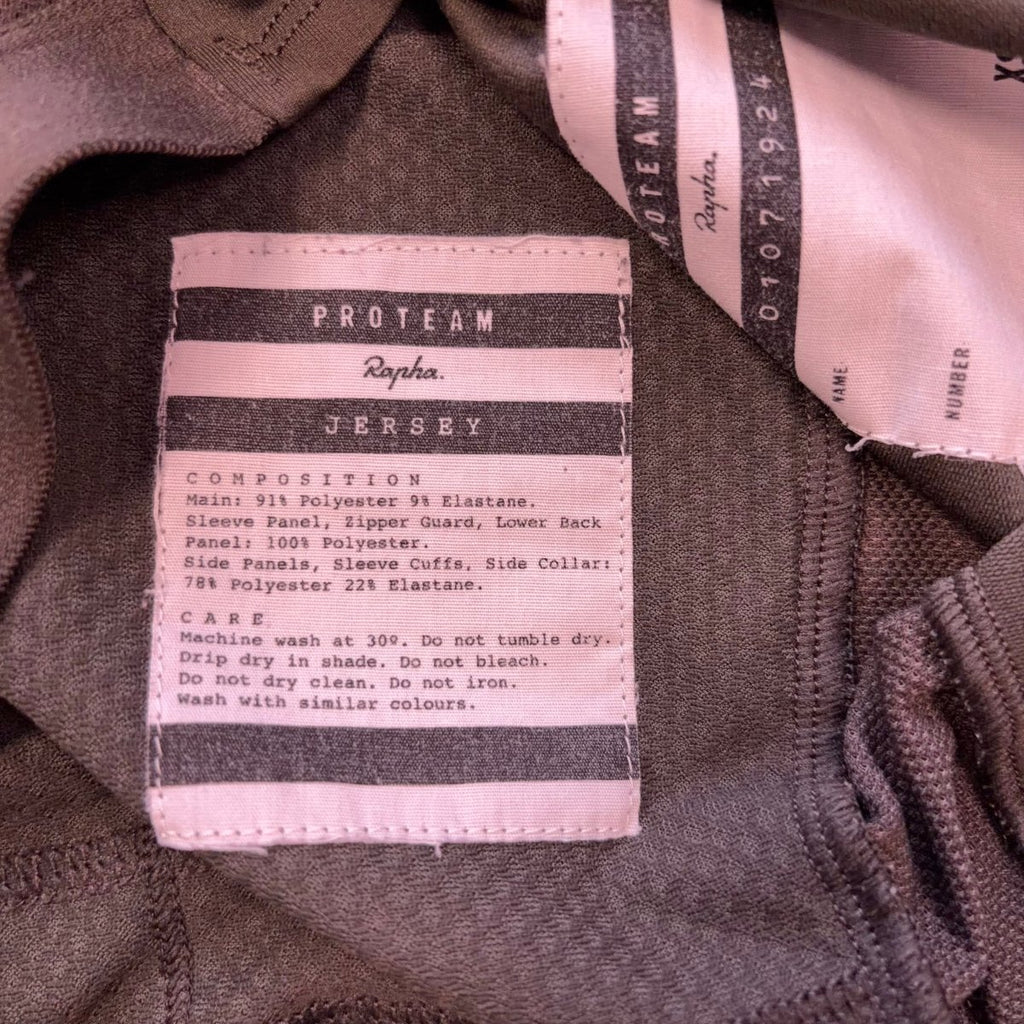 PROTEAM
Rapha.
JERSEY
COMPOSITION
Main: 91% Polyester 9% Elastane.
Sleeve Panel, Zipper Guard, Lower Back
Panel: 100% Polyester.
Side Panels, Sleeve Cuffs, Side Collar:
78% Polyester 22% Elastane.
CARE
Machine wash at 30º. Do not tumble dry.
Drip dry in shade. Do not bleach.
Do not dry clean. Do not iron.
Wash with similar colours.
PROTEAM
Rapha.
01071924
NAME
NUMBER